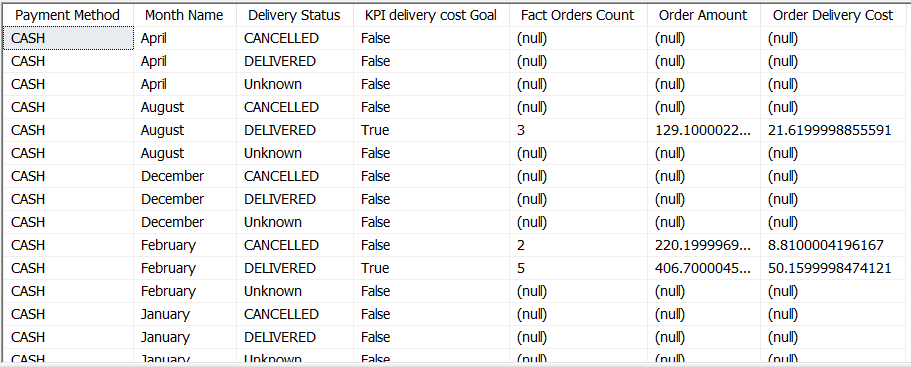 Payment Method Month Name Delivery Status KPI delivery cost Goal Fact Orders Count Order Amount Order Delivery Cost
CASH April CANCELLED False (null) (null) (null)
CASH April DELIVERED False (null) (null) (null)
CASH April Unknown False (null) (null) (null)
CASH August CANCELLED False (null) (null) (null)
CASH August DELIVERED True 3 129.1000022... 21.6199998855591
CASH August Unknown False (null) (null) (null)
CASH December CANCELLED False (null) (null) (null)
CASH December DELIVERED False (null) (null) (null)
CASH December Unknown False (null) (null) (null)
CASH February CANCELLED False 2 220.1999969... 8.8100004196167
CASH February DELIVERED True 5 406.7000045... 50.1599998474121
CASH February Unknown False (null) (null) (null)
CASH January CANCELLED False (null) (null) (null)
CASH January DELIVERED False (null) (null) (null)
CASH January Unknown False (null) (null) (null)